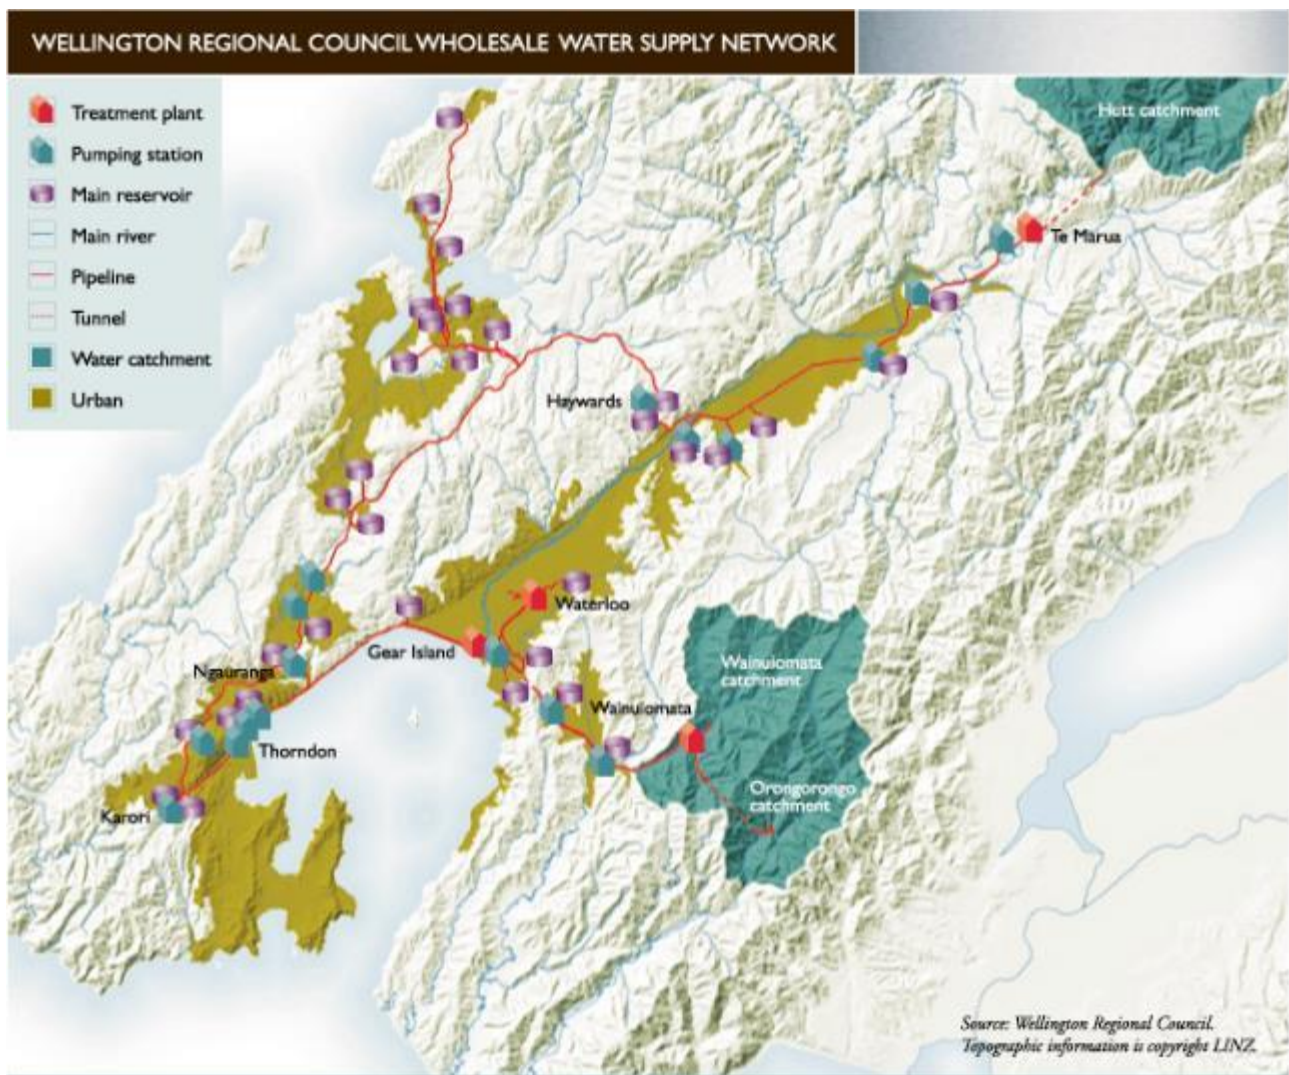 WELLINGTON REGIONAL COUNCIL WHOLESALE WATER SUPPLY NETWORK
Treatment plant
Pumping station
Main reservoir
Main river
Pipeline
Tunnel
Water catchment
Urban
Hutt catchment
Te Marua
Haywards
Waterloo
Gear Island
Wainuiomata
catchment
Ngauranga
Wainuiomata
Thorndon
Orongorongo
catchment
Karori
Source: Wellington Regional Council.
Topographic information is copyright LINZ.